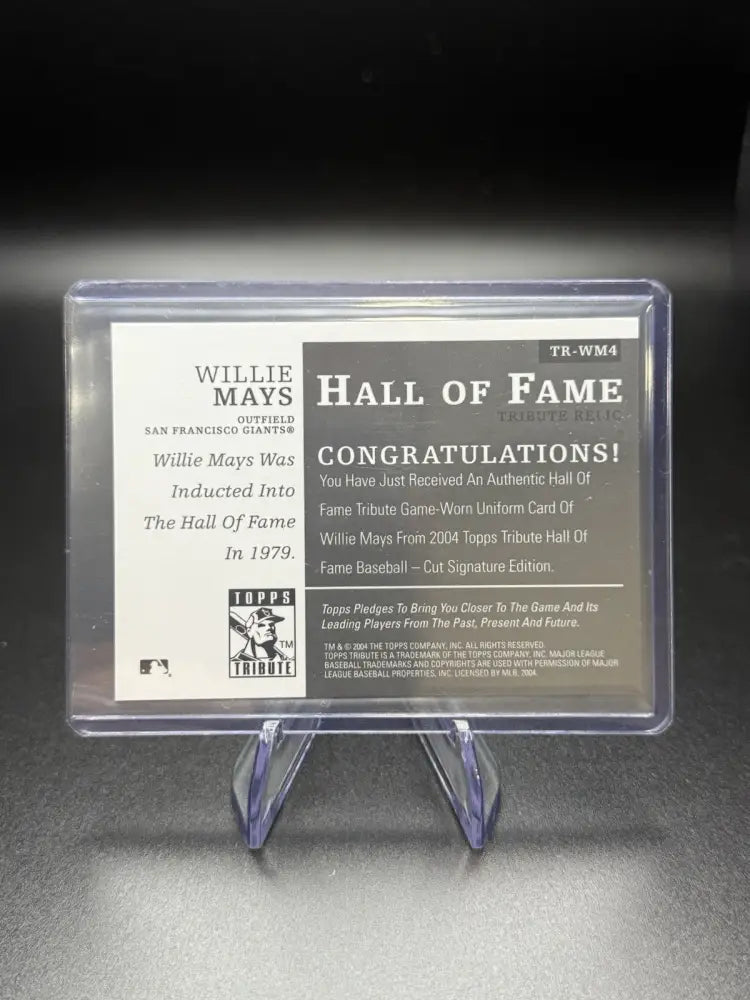 WILLIE
MAYS
OUTFIELD
SAN FRANCISCO GIANTS®
Willie Mays Was
Inducted Into
The Hall Of Fame
In 1979.
TOPPS
TM
TRIBUTE
TR-WM4
HALL OF FAME
TRIBUTE RELIC
CONGRATULATIONS!
You Have Just Received An Authentic Hall Of
Fame Tribute Game-Worn Uniform Card Of
Willie Mays From 2004 Topps Tribute Hall Of
Fame Baseball – Cut Signature Edition.
Topps Pledges To Bring You Closer To The Game And Its
Leading Players From The Past, Present And Future.
TM & © 2004 THE TOPPS COMPANY, INC. ALL RIGHTS RESERVED.
TOPPS TRIBUTE IS A TRADEMARK OF THE TOPPS COMPANY, INC. MAJOR LEAGUE
BASEBALL TRADEMARKS AND COPYRIGHTS ARE USED WITH PERMISSION OF MAJOR
LEAGUE BASEBALL PROPERTIES, INC. LICENSED BY MLB, 2004.